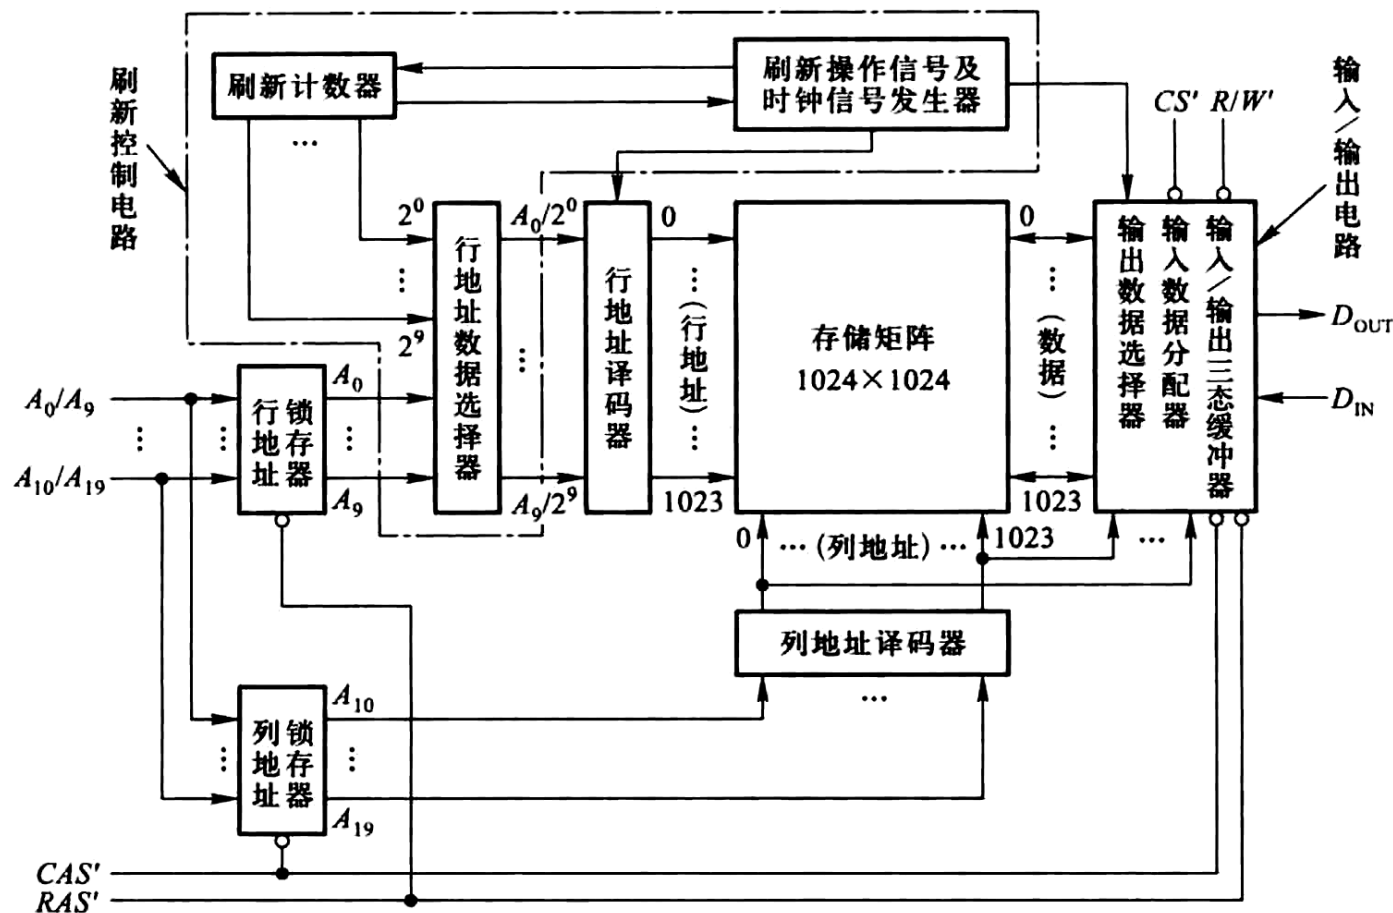 刷新控制电路
刷新计数器
刷新操作信号及
时钟信号发生器
CS' R/W'
输入/输出电路
…
2⁰
⋮
2⁹
行地址数据选择器
A₀/2⁰
⋮
A₉/2⁹
行地址译码器
0
…(行地址)…
1023
存储矩阵
1024×1024
0
…(数据)…
1023
输出数据选择器
输入数据分配器
输入/输出三态缓冲器
D_OUT
D_IN
A₀/A₉
⋮
A₁₀/A₁₉
⋮
行地址
锁存器
A₀
⋮
A₉
0 …(列地址)… 1023
…
列地址译码器
…
⋮
列地址
锁存器
A₁₀
⋮
A₁₉
CAS'
RAS'